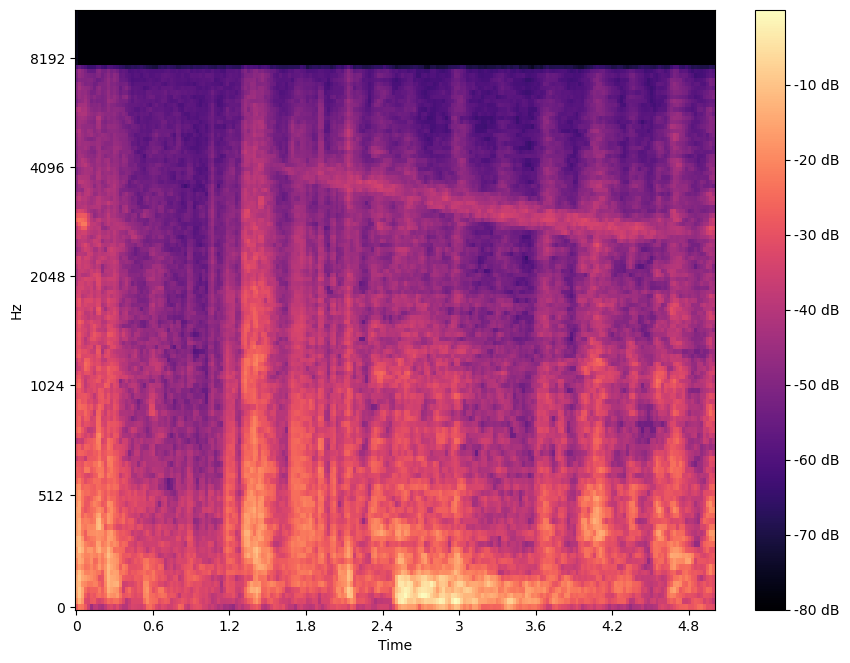 8192
4096
2048
1024
512
0
Hz
0 0.6 1.2 1.8 2.4 3 3.6 4.2 4.8
Time
-10 dB
-20 dB
-30 dB
-40 dB
-50 dB
-60 dB
-70 dB
-80 dB